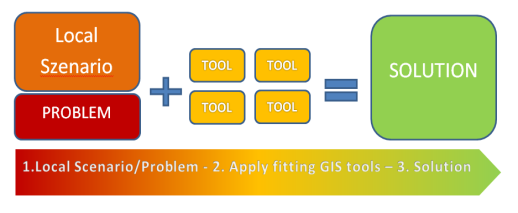 Local
Szenario
PROBLEM
TOOL
TOOL
TOOL
TOOL
SOLUTION
1.Local Scenario/Problem - 2. Apply fitting GIS tools – 3. Solution